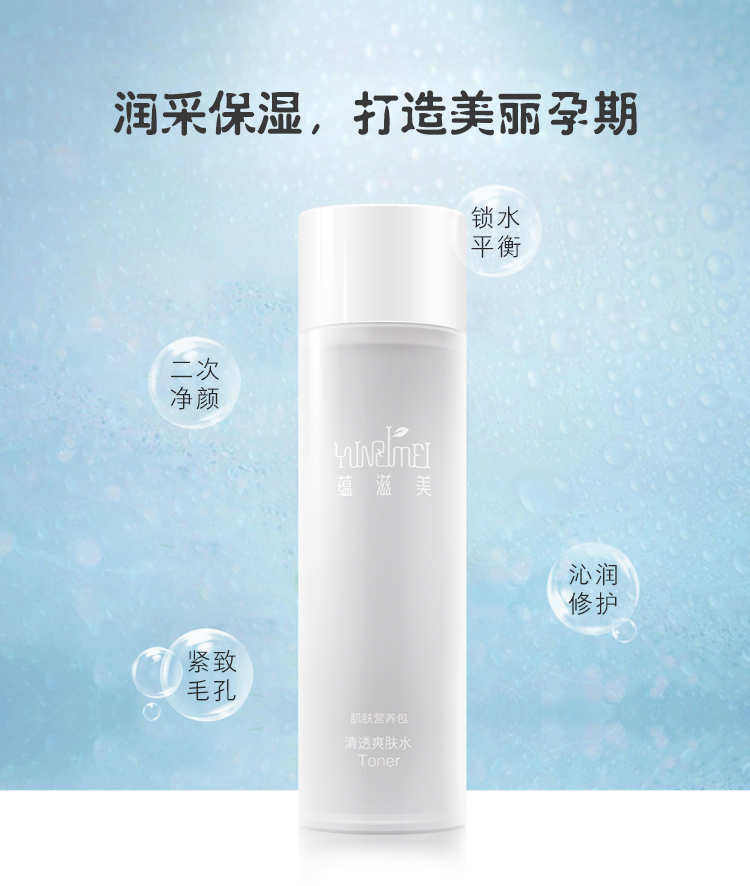 润采保湿，打造美丽孕期
锁水
平衡
二次
净颜
YUNZIMEI
蕴滋美
沁润
修护
紧致
毛孔
肌肤营养包
清透爽肤水
Toner